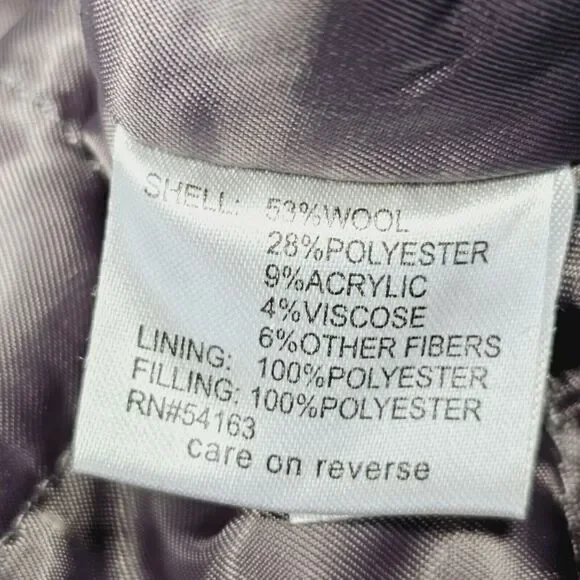 SHELL: 53%WOOL
28%POLYESTER
9%ACRYLIC
4%VISCOSE
6%OTHER FIBERS
LINING: 100%POLYESTER
FILLING: 100%POLYESTER
RN#54163
care on reverse